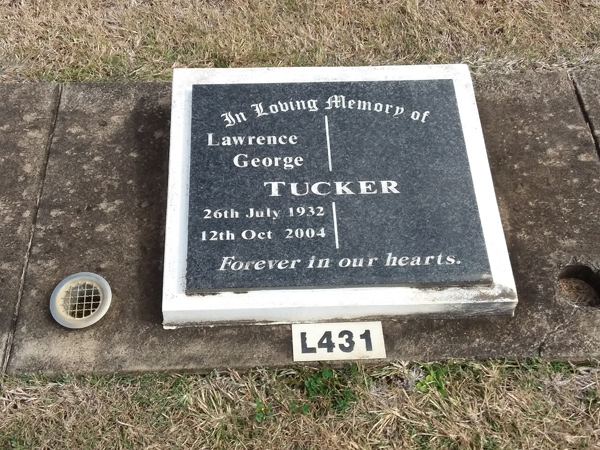 In Loving Memory of
Lawrence
George
TUCKER
26th July 1932
12th Oct 2004
Forever in our hearts.
L431